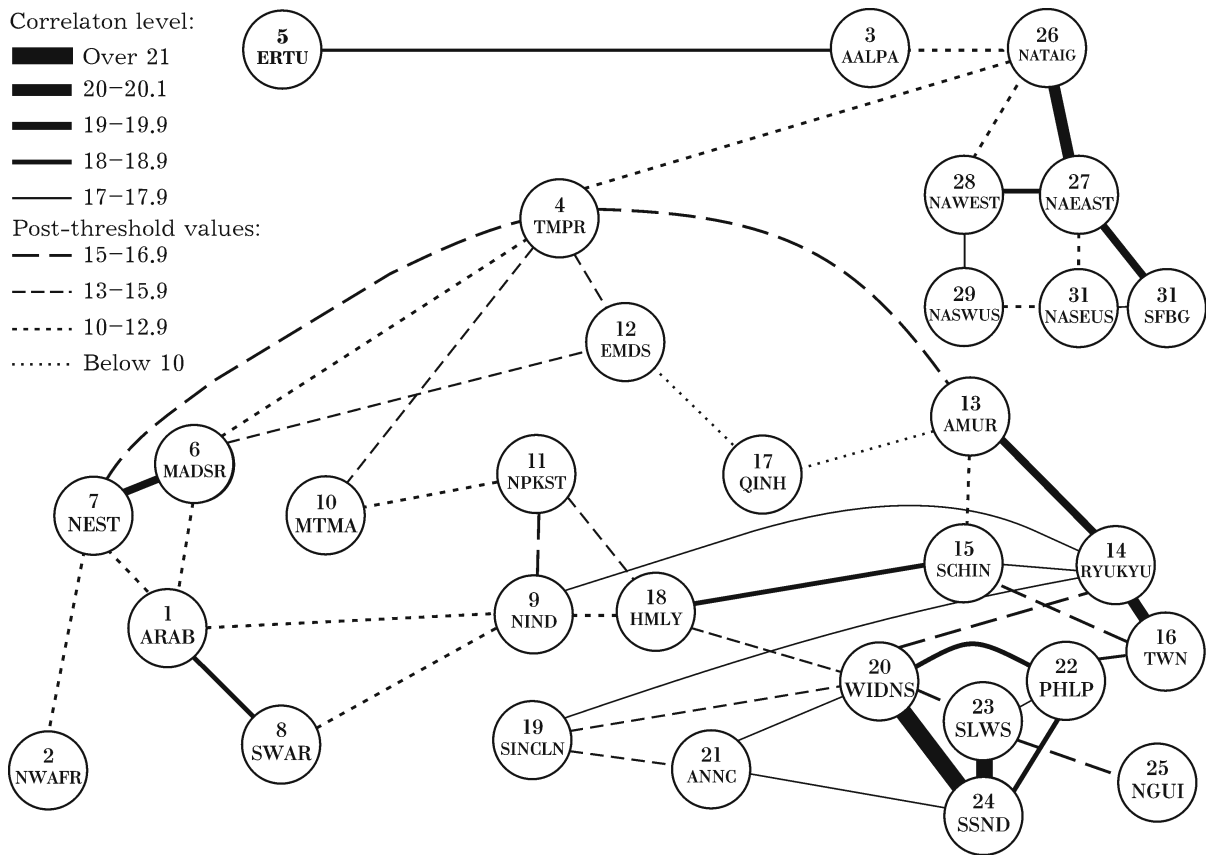 Correlaton level:
Over 21
20–20.1
19–19.9
18–18.9
17–17.9
Post-threshold values:
15–16.9
13–15.9
10–12.9
Below 10
5
ERTU
3
AALPA
26
NATAIG
28
NAWEST
27
NAEAST
4
TMPR
29
NASWUS
31
NASEUS
31
SFBG
12
EMDS
13
AMUR
6
MADSR
11
NPKST
17
QINH
7
NEST
10
MTMA
15
SCHIN
14
RYUKYU
1
ARAB
9
NIND
18
HMLY
16
TWN
20
WIDNS
22
PHLP
23
SLWS
8
SWAR
19
SINCLN
2
NWAFR
21
ANNC
25
NGUI
24
SSND